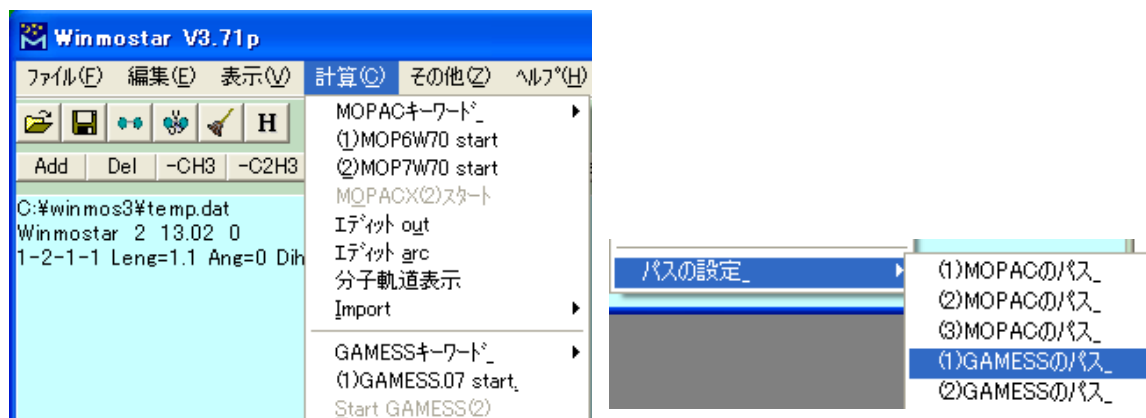 Winmostar V3.71p
ファイル(F) 編集(E) 表示(V) 計算(C) その他(Z) ヘルプ(H)
H
Add Del -CH3 -C2H3
C:¥winmos3¥temp.dat
Winmostar 2 13.02 0
1-2-1-1 Leng=1.1 Ang=0 Dih
MOPACキーワード_
(1)MOP6W70 start
(2)MOP7W70 start
MOPACX(2)スタート
エディット out
エディット arc
分子軌道表示
Import
GAMESSキーワード_
(1)GAMESS.07 start_
Start GAMESS(2)
パスの設定_
(1)MOPACのパス_
(2)MOPACのパス_
(3)MOPACのパス_
(1)GAMESSのパス_
(2)GAMESSのパス_